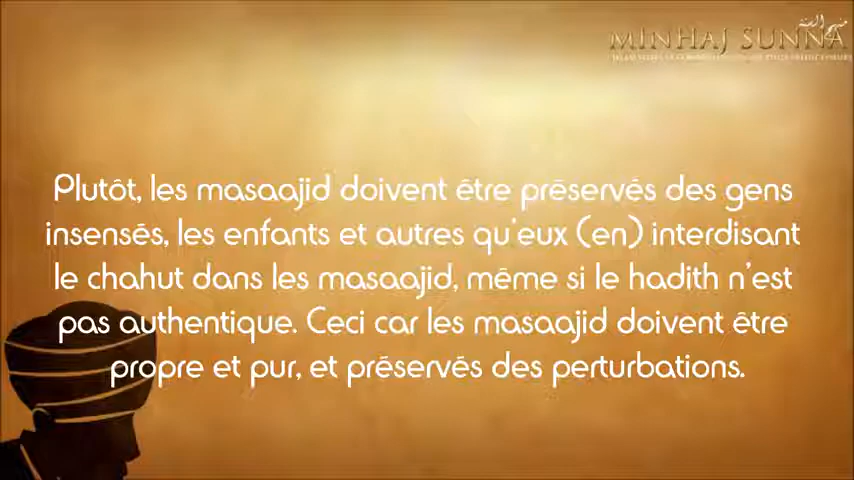 منهج السنة
MINHAJ SUNNA
Plutôt, les masaajid doivent être préservés des gens
insensés, les enfants et autres qu'eux (en) interdisant
le chahut dans les masaajid, même si le hadith n'est
pas authentique. Ceci car les masaajid doivent être
propre et pur, et préservés des perturbations.